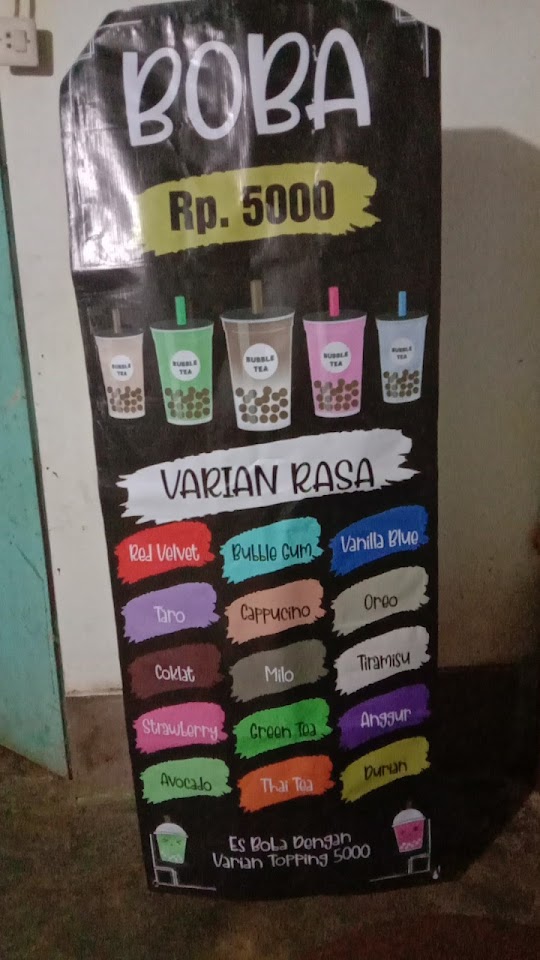 BOBA
Rp. 5000
BUBBLE
TEA
BUBBLE
TEA
BUBBLE
TEA
BUBBLE
TEA
BUBBLE
TEA
VARIAN RASA
Red Velvet
Bubble Gum
Vanilla Blue
Taro
Cappucino
Oreo
Coklat
Milo
Tiramisu
Strawberry
Green Tea
Anggur
Avocado
Thai Tea
Durian
Es Boba Dengan
Varian Topping 5000